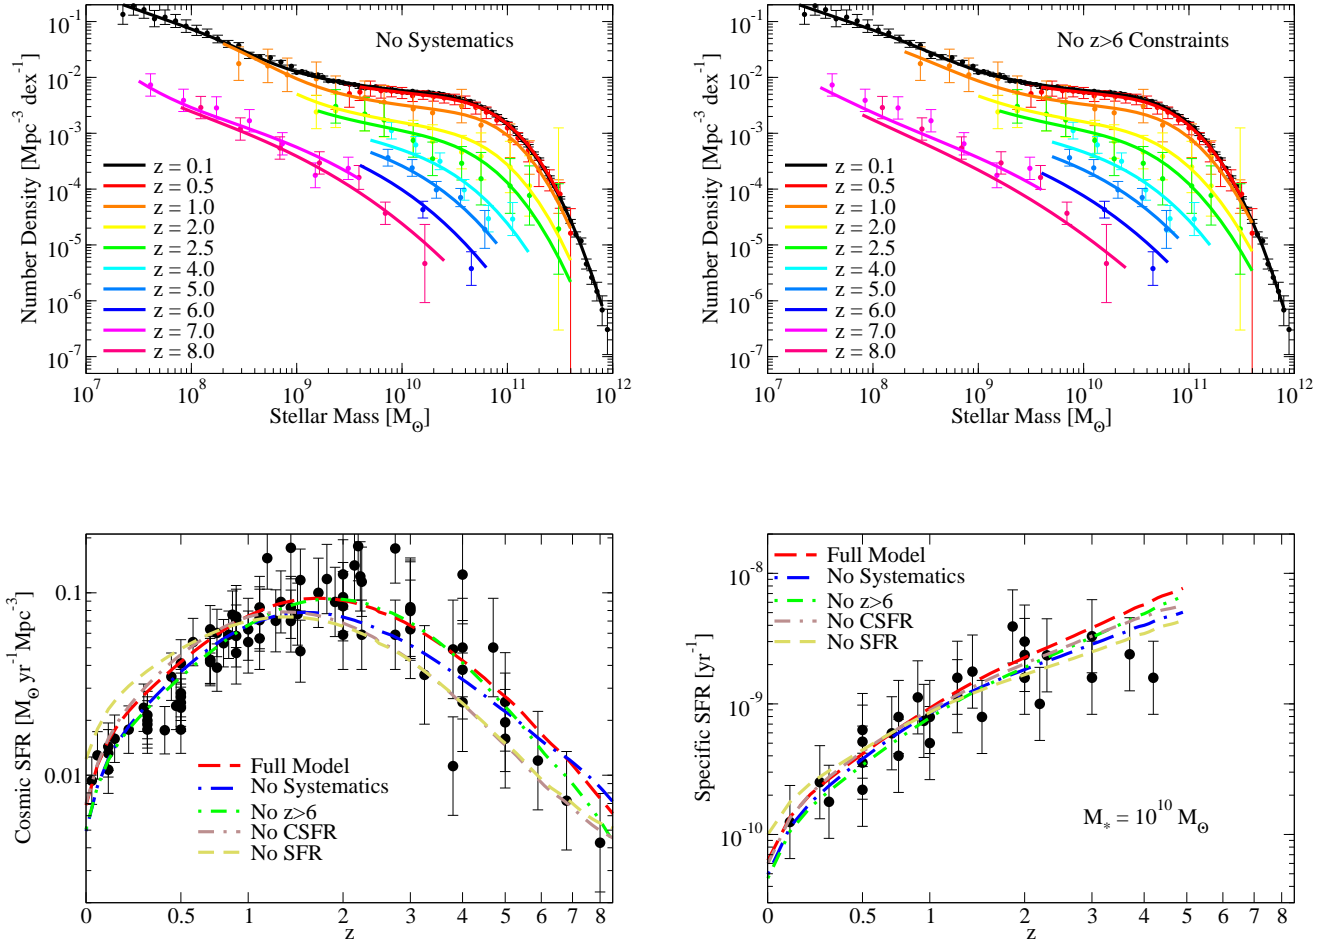 No Systematics
Number Density [Mpc⁻³ dex⁻¹]
10⁻¹
10⁻²
10⁻³
10⁻⁴
10⁻⁵
10⁻⁶
10⁻⁷
z = 0.1
z = 0.5
z = 1.0
z = 2.0
z = 2.5
z = 4.0
z = 5.0
z = 6.0
z = 7.0
z = 8.0
10⁷ 10⁸ 10⁹ 10¹⁰ 10¹¹ 10¹²
Stellar Mass [M⊙]
No z>6 Constraints
Number Density [Mpc⁻³ dex⁻¹]
10⁻¹
10⁻²
10⁻³
10⁻⁴
10⁻⁵
10⁻⁶
10⁻⁷
z = 0.1
z = 0.5
z = 1.0
z = 2.0
z = 2.5
z = 4.0
z = 5.0
z = 6.0
z = 7.0
z = 8.0
10⁷ 10⁸ 10⁹ 10¹⁰ 10¹¹ 10¹²
Stellar Mass [M⊙]
Cosmic SFR [M⊙ yr⁻¹ Mpc⁻³]
0.1
0.01
Full Model
No Systematics
No z>6
No CSFR
No SFR
0 0.5 1 2 3 4 5 6 7 8
z
Specific SFR [yr⁻¹]
10⁻⁸
10⁻⁹
10⁻¹⁰
Full Model
No Systematics
No z>6
No CSFR
No SFR
M* = 10¹⁰ M⊙
0 0.5 1 2 3 4 5 6 7 8
z